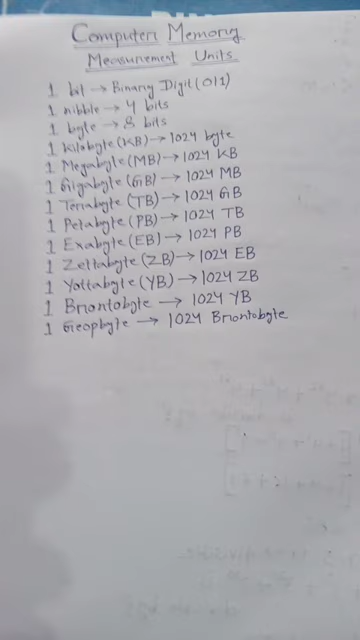 Computer Memory
Measurement Units
1 bit → Binary Digit (0/1)
1 nibble → 4 bits
1 byte → 8 bits
1 Kilobyte (KB) → 1024 byte
1 Megabyte (MB) → 1024 KB
1 Gigabyte (GB) → 1024 MB
1 Terabyte (TB) → 1024 GB
1 Petabyte (PB) → 1024 TB
1 Exabyte (EB) → 1024 PB
1 Zettabyte (ZB) → 1024 EB
1 Yottabyte (YB) → 1024 ZB
1 Brontobyte → 1024 YB
1 Geopbyte → 1024 Brontobyte